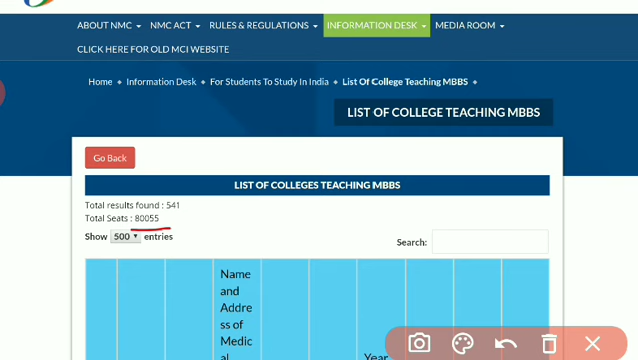 ABOUT NMC NMC ACT RULES & REGULATIONS INFORMATION DESK MEDIA ROOM
CLICK HERE FOR OLD MCI WEBSITE
Home Information Desk For Students To Study In India List Of College Teaching MBBS
LIST OF COLLEGE TEACHING MBBS
Go Back
LIST OF COLLEGES TEACHING MBBS
Total results found : 541
Total Seats : 80055
Show 500 entries
Search:
Name
and
Addre
ss of
Medic
al
Year